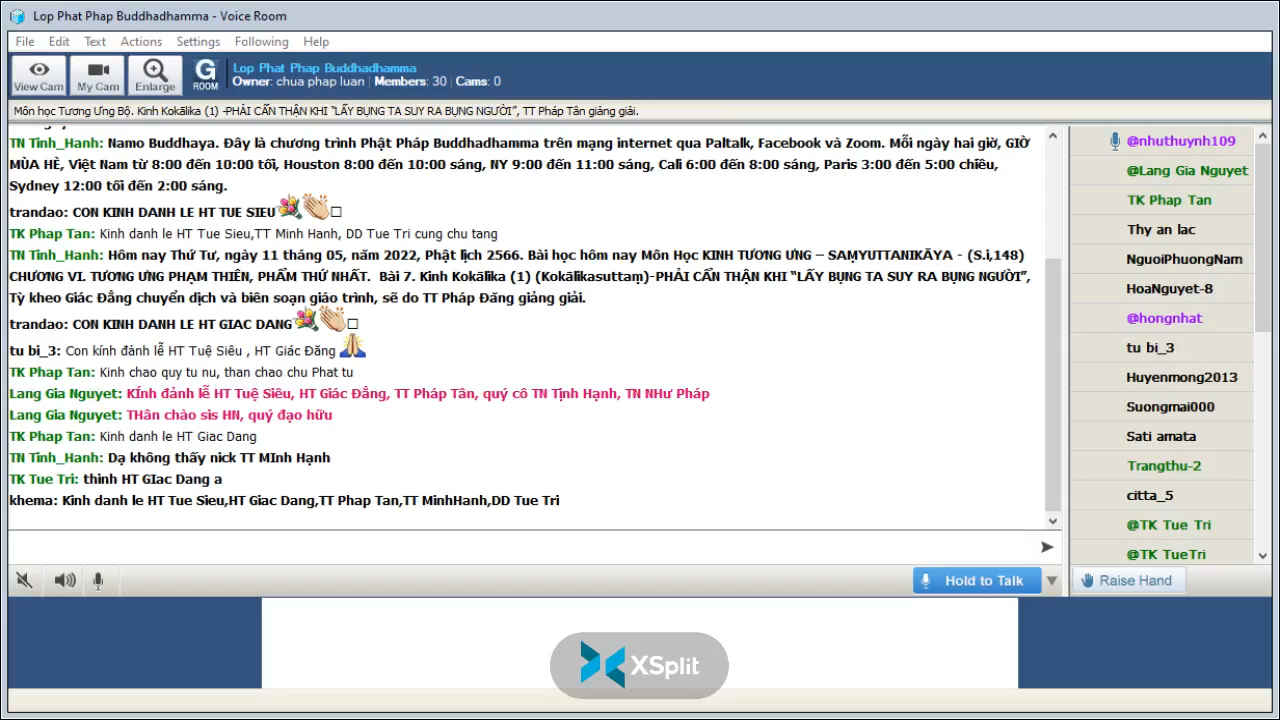 Lop Phat Phap Buddhadhamma - Voice Room
File Edit Text Actions Settings Following Help
View Cam My Cam Enlarge G ROOM
Lop Phat Phap Buddhadhamma
Owner: chua phap luan | Members: 30 | Cams: 0
Môn học Tương Ưng Bộ. Kinh Kokālika (1) -PHẢI CẨN THẬN KHI “LẤY BỤNG TA SUY RA BỤNG NGƯỜI”, TT Pháp Tân giảng giải.
TN Tinh_Hanh: Namo Buddhaya. Đây là chương trình Phật Pháp Buddhadhamma trên mạng internet qua Paltalk, Facebook và Zoom. Mỗi ngày hai giờ, GIỜ
MÙA HÈ, Việt Nam từ 8:00 đến 10:00 tối, Houston 8:00 đến 10:00 sáng, NY 9:00 đến 11:00 sáng, Cali 6:00 đến 8:00 sáng, Paris 3:00 đến 5:00 chiều,
Sydney 12:00 tối đến 2:00 sáng.
trandao: CON KINH DANH LE HT TUE SIEU
TK Phap Tan: Kinh danh le HT Tue Sieu,TT Minh Hanh, DD Tue Tri cung chu tang
TN Tinh_Hanh: Hôm nay Thứ Tư, ngày 11 tháng 05, năm 2022, Phật lịch 2566. Bài học hôm nay Môn Học KINH TƯƠNG ƯNG – SAṂYUTTANIKĀYA - (S.i,148)
CHƯƠNG VI. TƯƠNG ƯNG PHẠM THIÊN, PHẨM THỨ NHẤT. Bài 7. Kinh Kokālika (1) (Kokālikasuttaṃ)-PHẢI CẨN THẬN KHI “LẤY BỤNG TA SUY RA BỤNG NGƯỜI”,
Tỳ kheo Giác Đẳng chuyển dịch và biên soạn giáo trình, sẽ do TT Pháp Đăng giảng giải.
trandao: CON KINH DANH LE HT GIAC DANG
tu bi_3: Con kính đảnh lễ HT Tuệ Siêu , HT Giác Đăng
TK Phap Tan: Kinh chao quy tu nu, than chao chu Phat tu
Lang Gia Nguyet: KÍnh đảnh lễ HT Tuệ Siêu, HT Giác Đẳng, TT Pháp Tân, quý cô TN Tịnh Hạnh, TN NHư Pháp
Lang Gia Nguyet: THân chào sis HN, quý đạo hữu
TK Phap Tan: Kinh danh le HT Giac Dang
TN Tinh_Hanh: Dạ không thấy nick TT MInh Hạnh
TK Tue Tri: thinh HT GIac Dang a
khema: Kinh danh le HT Tue Sieu,HT Giac Dang,TT Phap Tan,TT MinhHanh,DD Tue Tri
@nhuthuynh109
@Lang Gia Nguyet
TK Phap Tan
Thy an lac
NguoiPhuongNam
HoaNguyet-8
@hongnhat
tu bi_3
Huyenmong2013
Suongmai000
Sati amata
Trangthu-2
citta_5
@TK Tue Tri
@TK TueTri
Hold to Talk
Raise Hand
XSplit